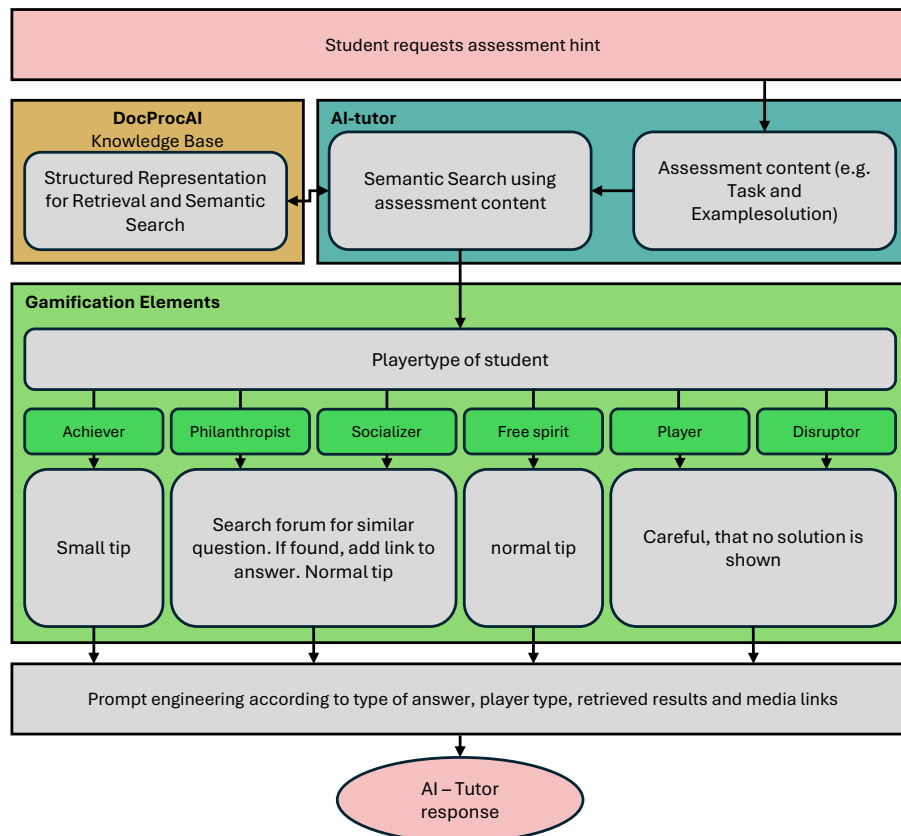 Student requests assessment hint
DocProcAI
Knowledge Base
Structured Representation
for Retrieval and Semantic
Search
AI-tutor
Semantic Search using
assessment content
Assessment content (e.g.
Task and
Examplesolution)
Gamification Elements
Playertype of student
Achiever
Philanthropist
Socializer
Free spirit
Player
Disruptor
Small tip
Search forum for similar
question. If found, add link to
answer. Normal tip
normal tip
Careful, that no solution is
shown
Prompt engineering according to type of answer, player type, retrieved results and media links
AI – Tutor
response